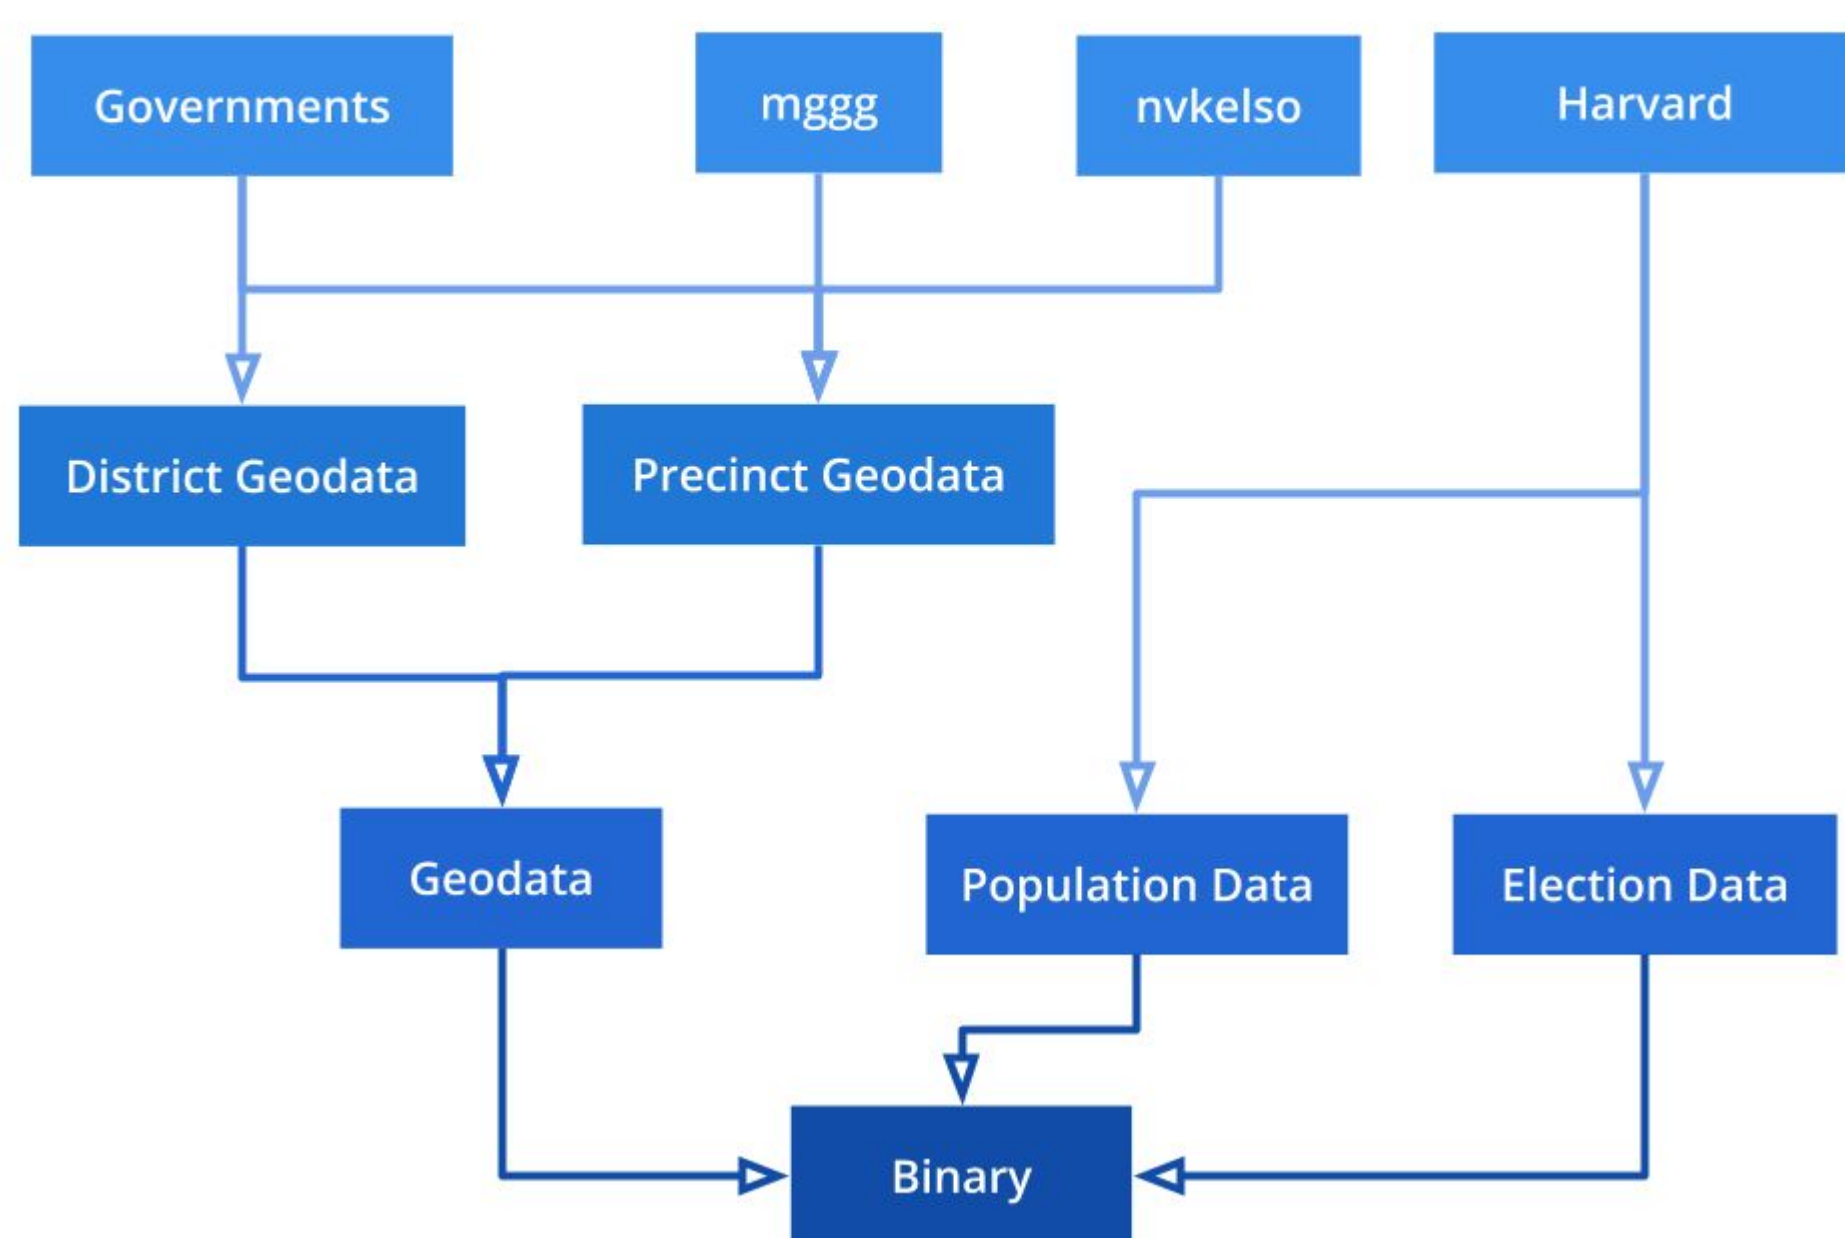 Governments
mggg
nvkelso
Harvard
District Geodata
Precinct Geodata
Geodata
Population Data
Election Data
Binary